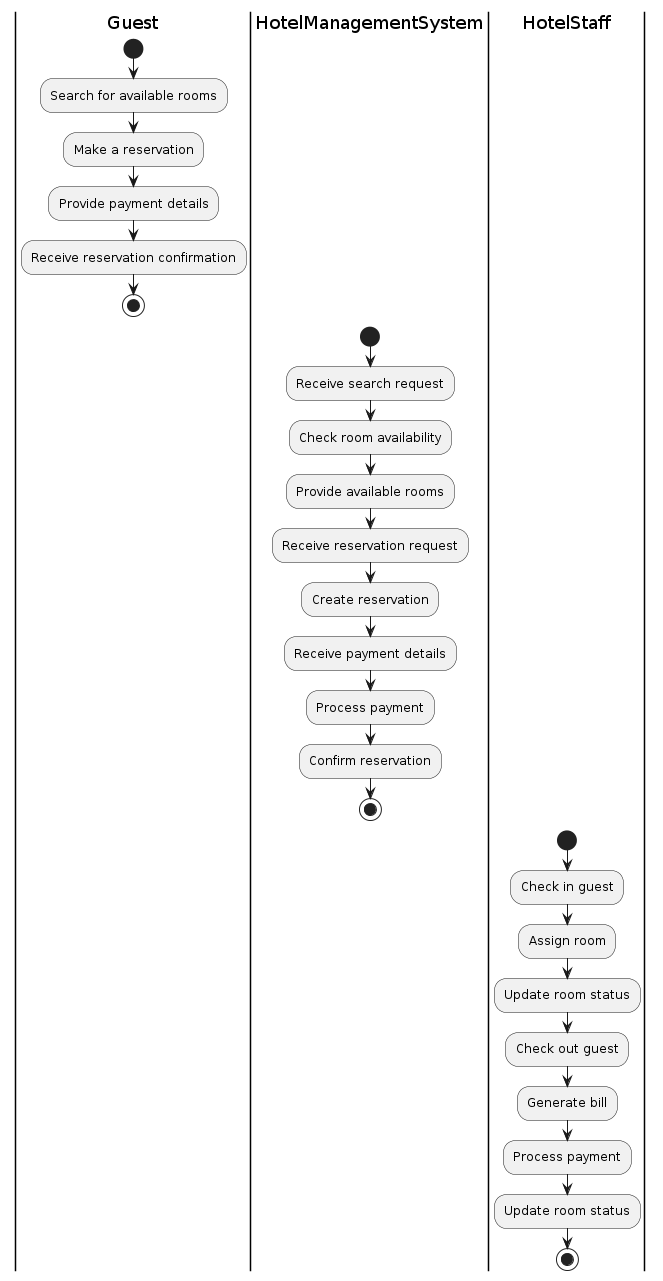 Guest
HotelManagementSystem
HotelStaff
Search for available rooms
Make a reservation
Provide payment details
Receive reservation confirmation
Receive search request
Check room availability
Provide available rooms
Receive reservation request
Create reservation
Receive payment details
Process payment
Confirm reservation
Check in guest
Assign room
Update room status
Check out guest
Generate bill
Process payment
Update room status